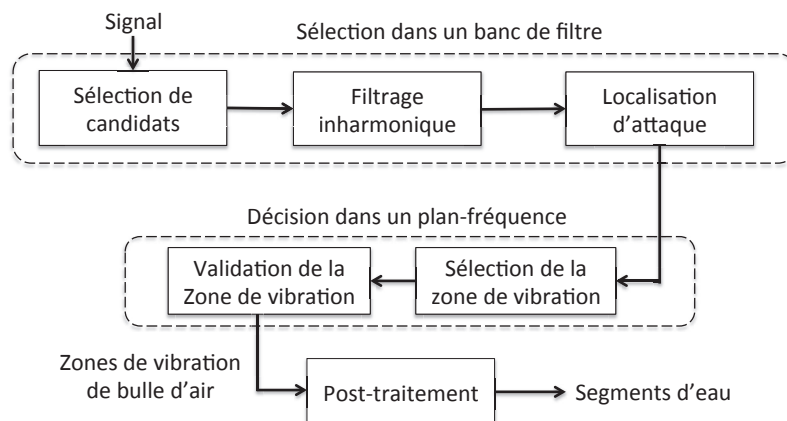 Signal
Sélection dans un banc de filtre
Sélection de
candidats
Filtrage
inharmonique
Localisation
d'attaque
Décision dans un plan-fréquence
Validation de la
Zone de vibration
Sélection de la
zone de vibration
Zones de vibration
de bulle d'air
Post-traitement
Segments d'eau